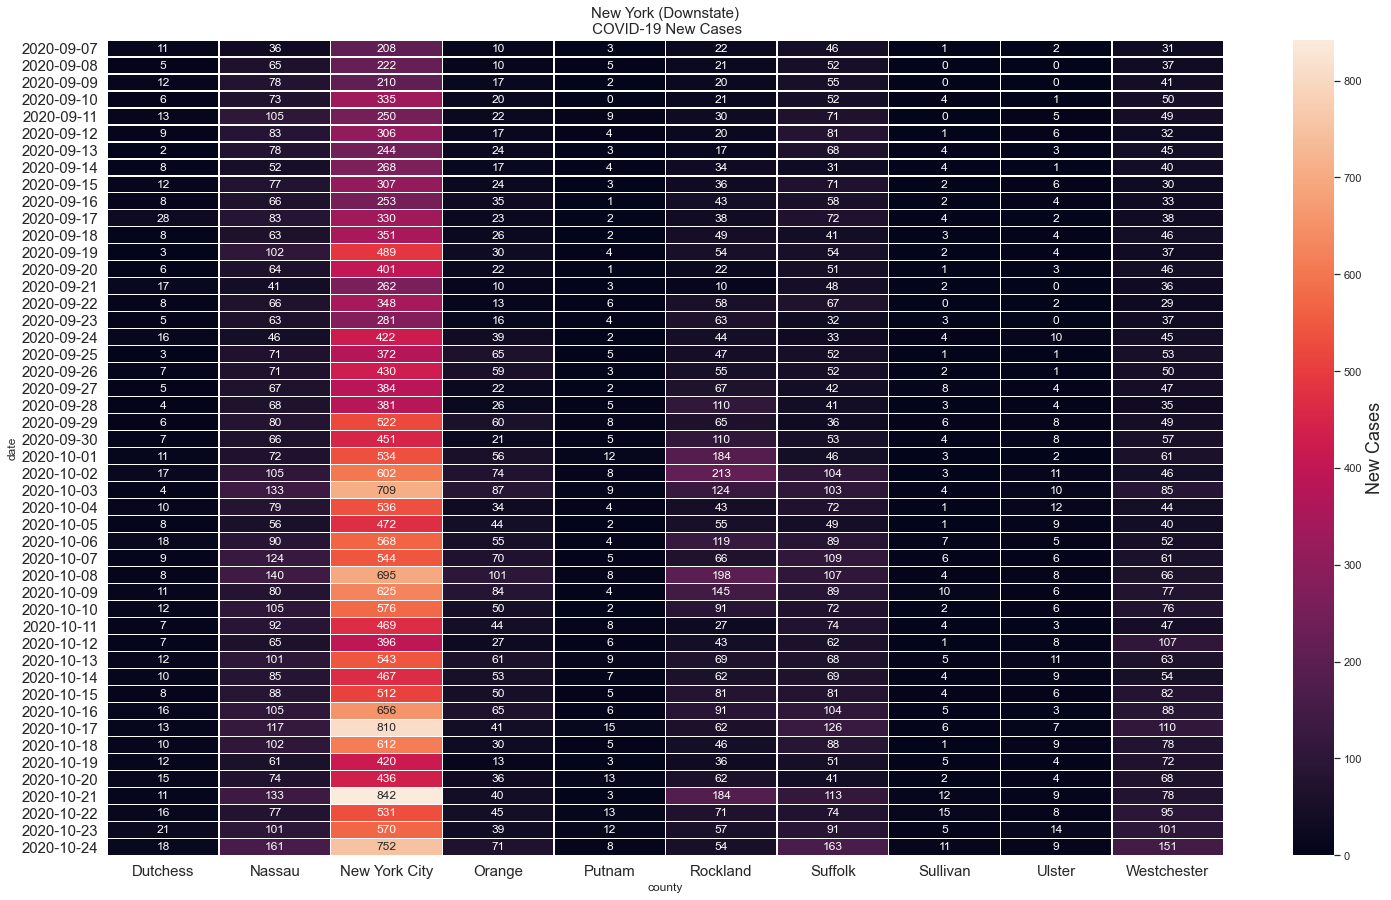 New York (Downstate)
COVID-19 New Cases
2020-09-07 11 36 208 10 3 22 46 1 2 31
2020-09-08 5 65 222 10 5 21 52 0 0 37
2020-09-09 12 78 210 17 2 20 55 0 0 41
2020-09-10 6 73 335 20 0 21 52 4 1 50
2020-09-11 13 105 250 22 9 30 71 0 5 49
2020-09-12 9 83 306 17 4 20 81 1 6 32
2020-09-13 2 78 244 24 3 17 68 4 3 45
2020-09-14 8 52 268 17 4 34 31 4 1 40
2020-09-15 12 77 307 24 3 36 71 2 6 30
2020-09-16 8 66 253 35 1 43 58 2 4 33
2020-09-17 28 83 330 23 2 38 72 4 2 38
2020-09-18 8 63 351 26 2 49 41 3 4 46
2020-09-19 3 102 489 30 4 54 54 2 4 37
2020-09-20 6 64 401 22 1 22 51 1 3 46
2020-09-21 17 41 262 10 3 10 48 2 0 36
2020-09-22 8 66 348 13 6 58 67 0 2 29
2020-09-23 5 63 281 16 4 63 32 3 0 37
2020-09-24 16 46 422 39 2 44 33 4 10 45
2020-09-25 3 71 372 65 5 47 52 1 1 53
2020-09-26 7 71 430 59 3 55 52 2 1 50
2020-09-27 5 67 384 22 2 67 42 8 4 47
2020-09-28 4 68 381 26 5 110 41 3 4 35
2020-09-29 6 80 522 60 8 65 36 6 8 49
2020-09-30 7 66 451 21 5 110 53 4 8 57
2020-10-01 11 72 534 56 12 184 46 3 2 61
2020-10-02 17 105 602 74 8 213 104 3 11 46
2020-10-03 4 133 709 87 9 124 103 4 10 85
2020-10-04 10 79 536 34 4 43 72 1 12 44
2020-10-05 8 56 472 44 2 55 49 1 9 40
2020-10-06 18 90 568 55 4 119 89 7 5 52
2020-10-07 9 124 544 70 5 66 109 6 6 61
2020-10-08 8 140 695 101 8 198 107 4 8 66
2020-10-09 11 80 625 84 4 145 89 10 6 77
2020-10-10 12 105 576 50 2 91 72 2 6 76
2020-10-11 7 92 469 44 8 27 74 4 3 47
2020-10-12 7 65 396 27 6 43 62 1 8 107
2020-10-13 12 101 543 61 9 69 68 5 11 63
2020-10-14 10 85 467 53 7 62 69 4 9 54
2020-10-15 8 88 512 50 5 81 81 4 6 82
2020-10-16 16 105 656 65 6 91 104 5 3 88
2020-10-17 13 117 810 41 15 62 126 6 7 110
2020-10-18 10 102 612 30 5 46 88 1 9 78
2020-10-19 12 61 420 13 3 36 51 5 4 72
2020-10-20 15 74 436 36 13 62 41 2 4 68
2020-10-21 11 133 842 40 3 184 113 12 9 78
2020-10-22 16 77 531 45 13 71 74 15 8 95
2020-10-23 21 101 570 39 12 57 91 5 14 101
2020-10-24 18 161 752 71 8 54 163 11 9 151
Dutchess Nassau New York City Orange Putnam Rockland Suffolk Sullivan Ulster Westchester
county
date
800
700
600
500
400
300
200
100
0
New Cases